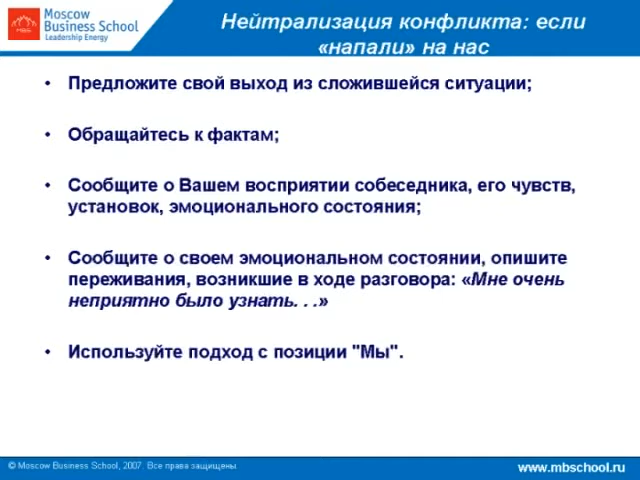 Moscow
Business School
Leadership Energy
Нейтрализация конфликта: если
«напали» на нас
• Предложите свой выход из сложившейся ситуации;
• Обращайтесь к фактам;
• Сообщите о Вашем восприятии собеседника, его чувств,
установок, эмоционального состояния;
• Сообщите о своем эмоциональном состоянии, опишите
переживания, возникшие в ходе разговора: «Мне очень
неприятно было узнать. . .»
• Используйте подход с позиции "Мы".
© Moscow Business School, 2007. Все права защищены
www.mbschool.ru